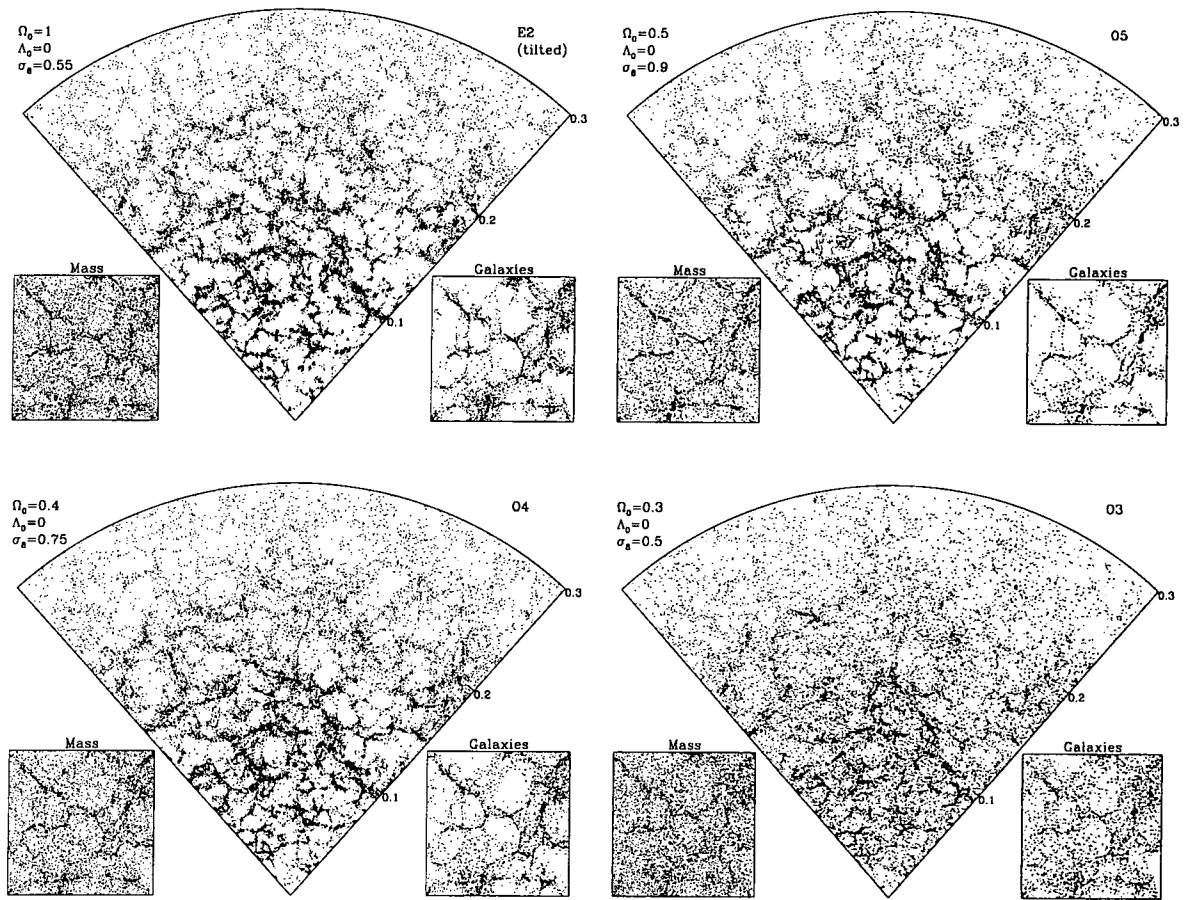 Ω₀=1
Λ₀=0
σ₈=0.55
E2
(tilted)
0.3
0.2
0.1
Mass
Galaxies
Ω₀=0.5
Λ₀=0
σ₈=0.9
O5
0.3
0.2
0.1
Mass
Galaxies
Ω₀=0.4
Λ₀=0
σ₈=0.75
O4
0.3
0.2
0.1
Mass
Galaxies
Ω₀=0.3
Λ₀=0
σ₈=0.5
O3
0.3
0.2
0.1
Mass
Galaxies